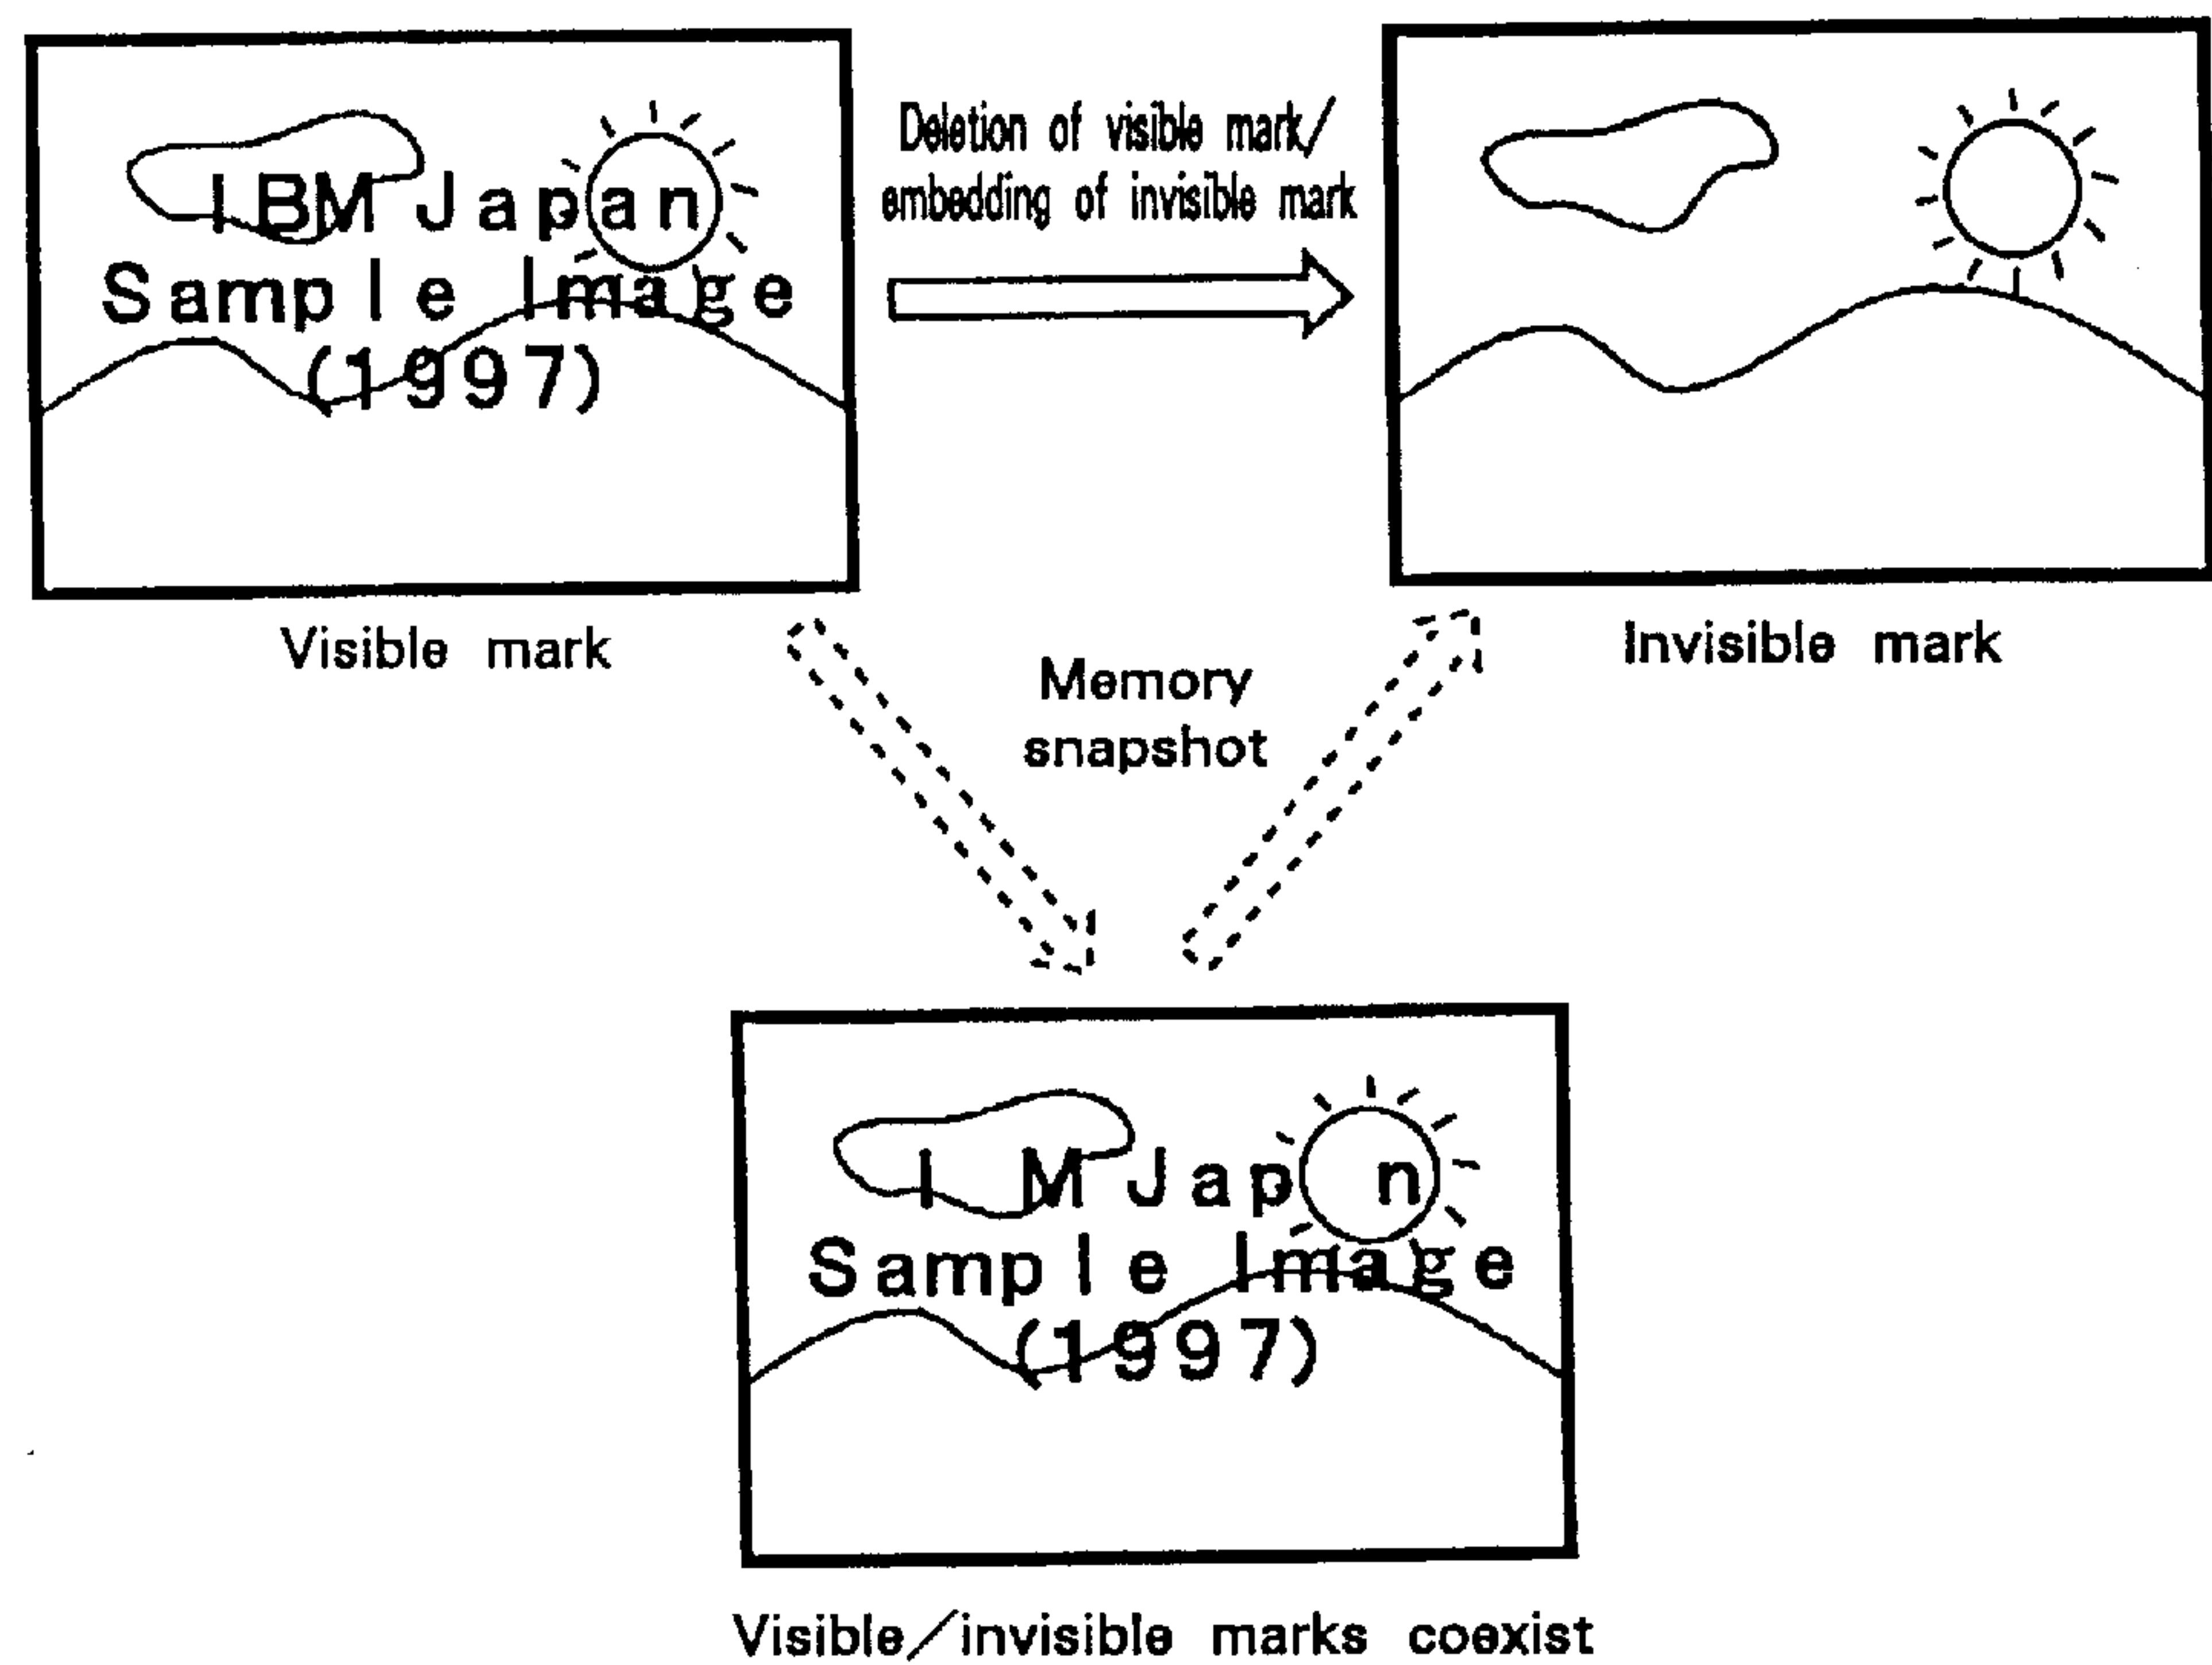 IBM Japan
Sample Image
(1997)
Visible mark
Deletion of visible mark/
embedding of invisible mark
Invisible mark
Memory
snapshot
I M Jap n
Sample Image
(1997)
Visible/invisible marks coexist